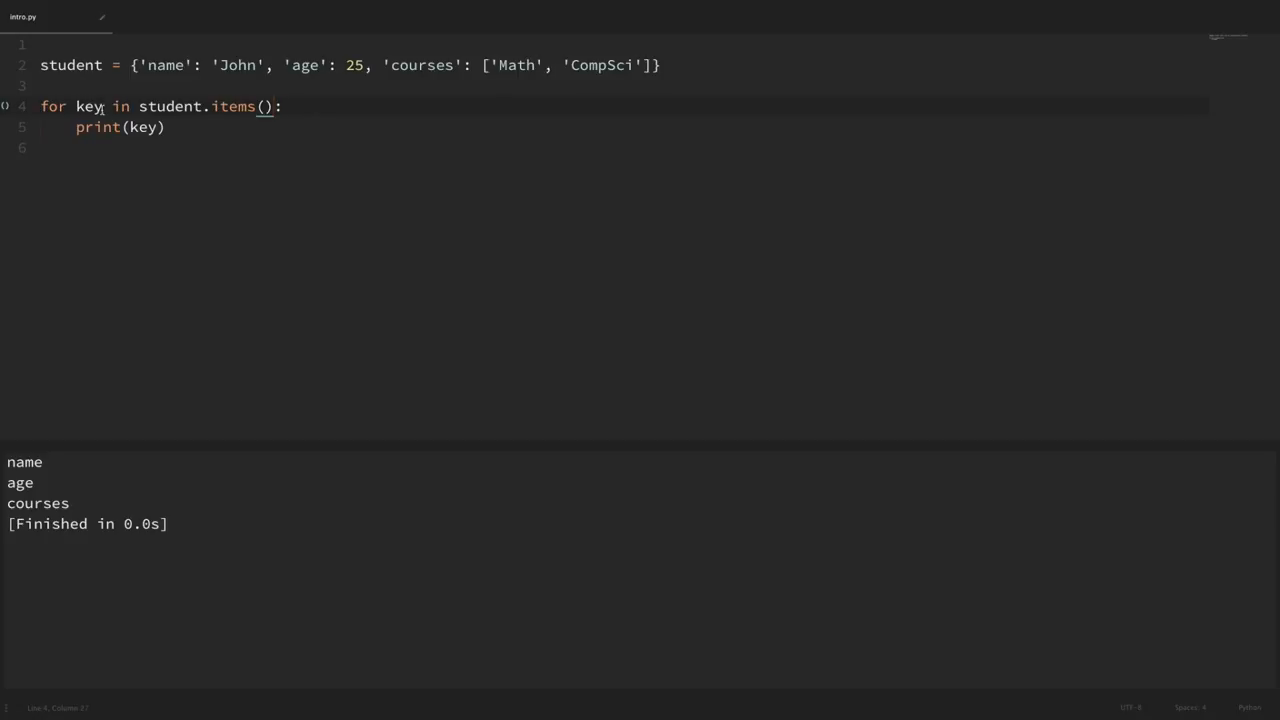 intro.py
1
2 student = {'name': 'John', 'age': 25, 'courses': ['Math', 'CompSci']}
3
4 for key in student.items():
5     print(key)
6
name
age
courses
[Finished in 0.0s]
Line 4, Column 27
UTF-8
Spaces: 4
Python